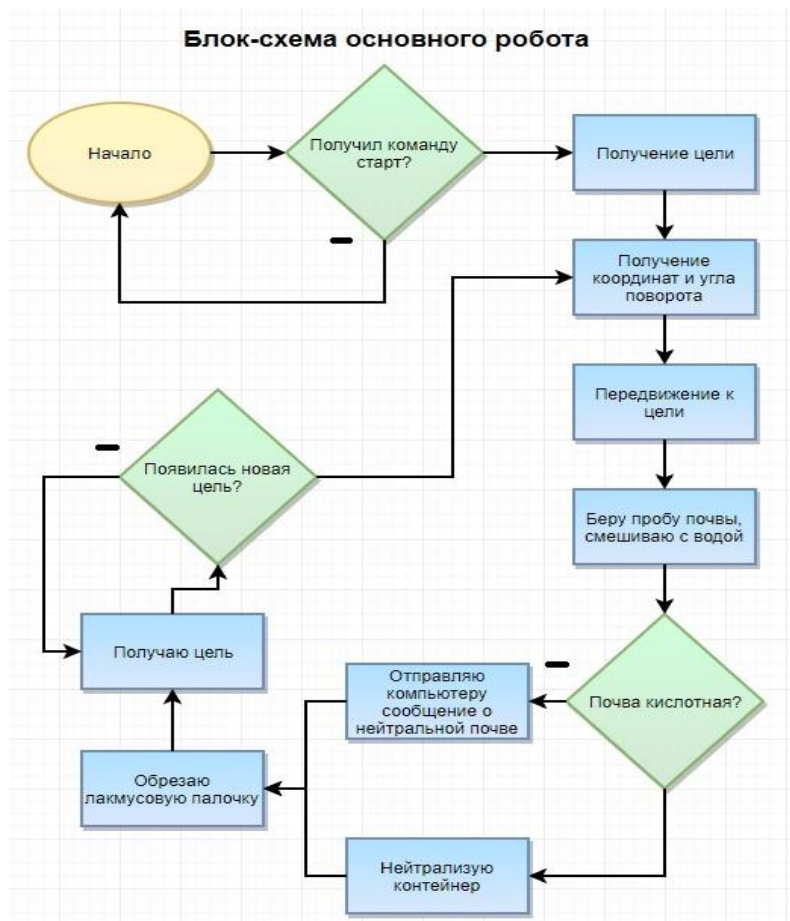 Блок-схема основного робота
Начало
Получил команду
старт?
Получение цели
–
Получение
координат и угла
поворота
Передвижение к
цели
–
Появилась новая
цель?
Беру пробу почвы,
смешиваю с водой
Получаю цель
–
Отправляю
компьютеру
сообщение о
нейтральной почве
Почва кислотная?
Обрезаю
лакмусовую палочку
Нейтрализую
контейнер